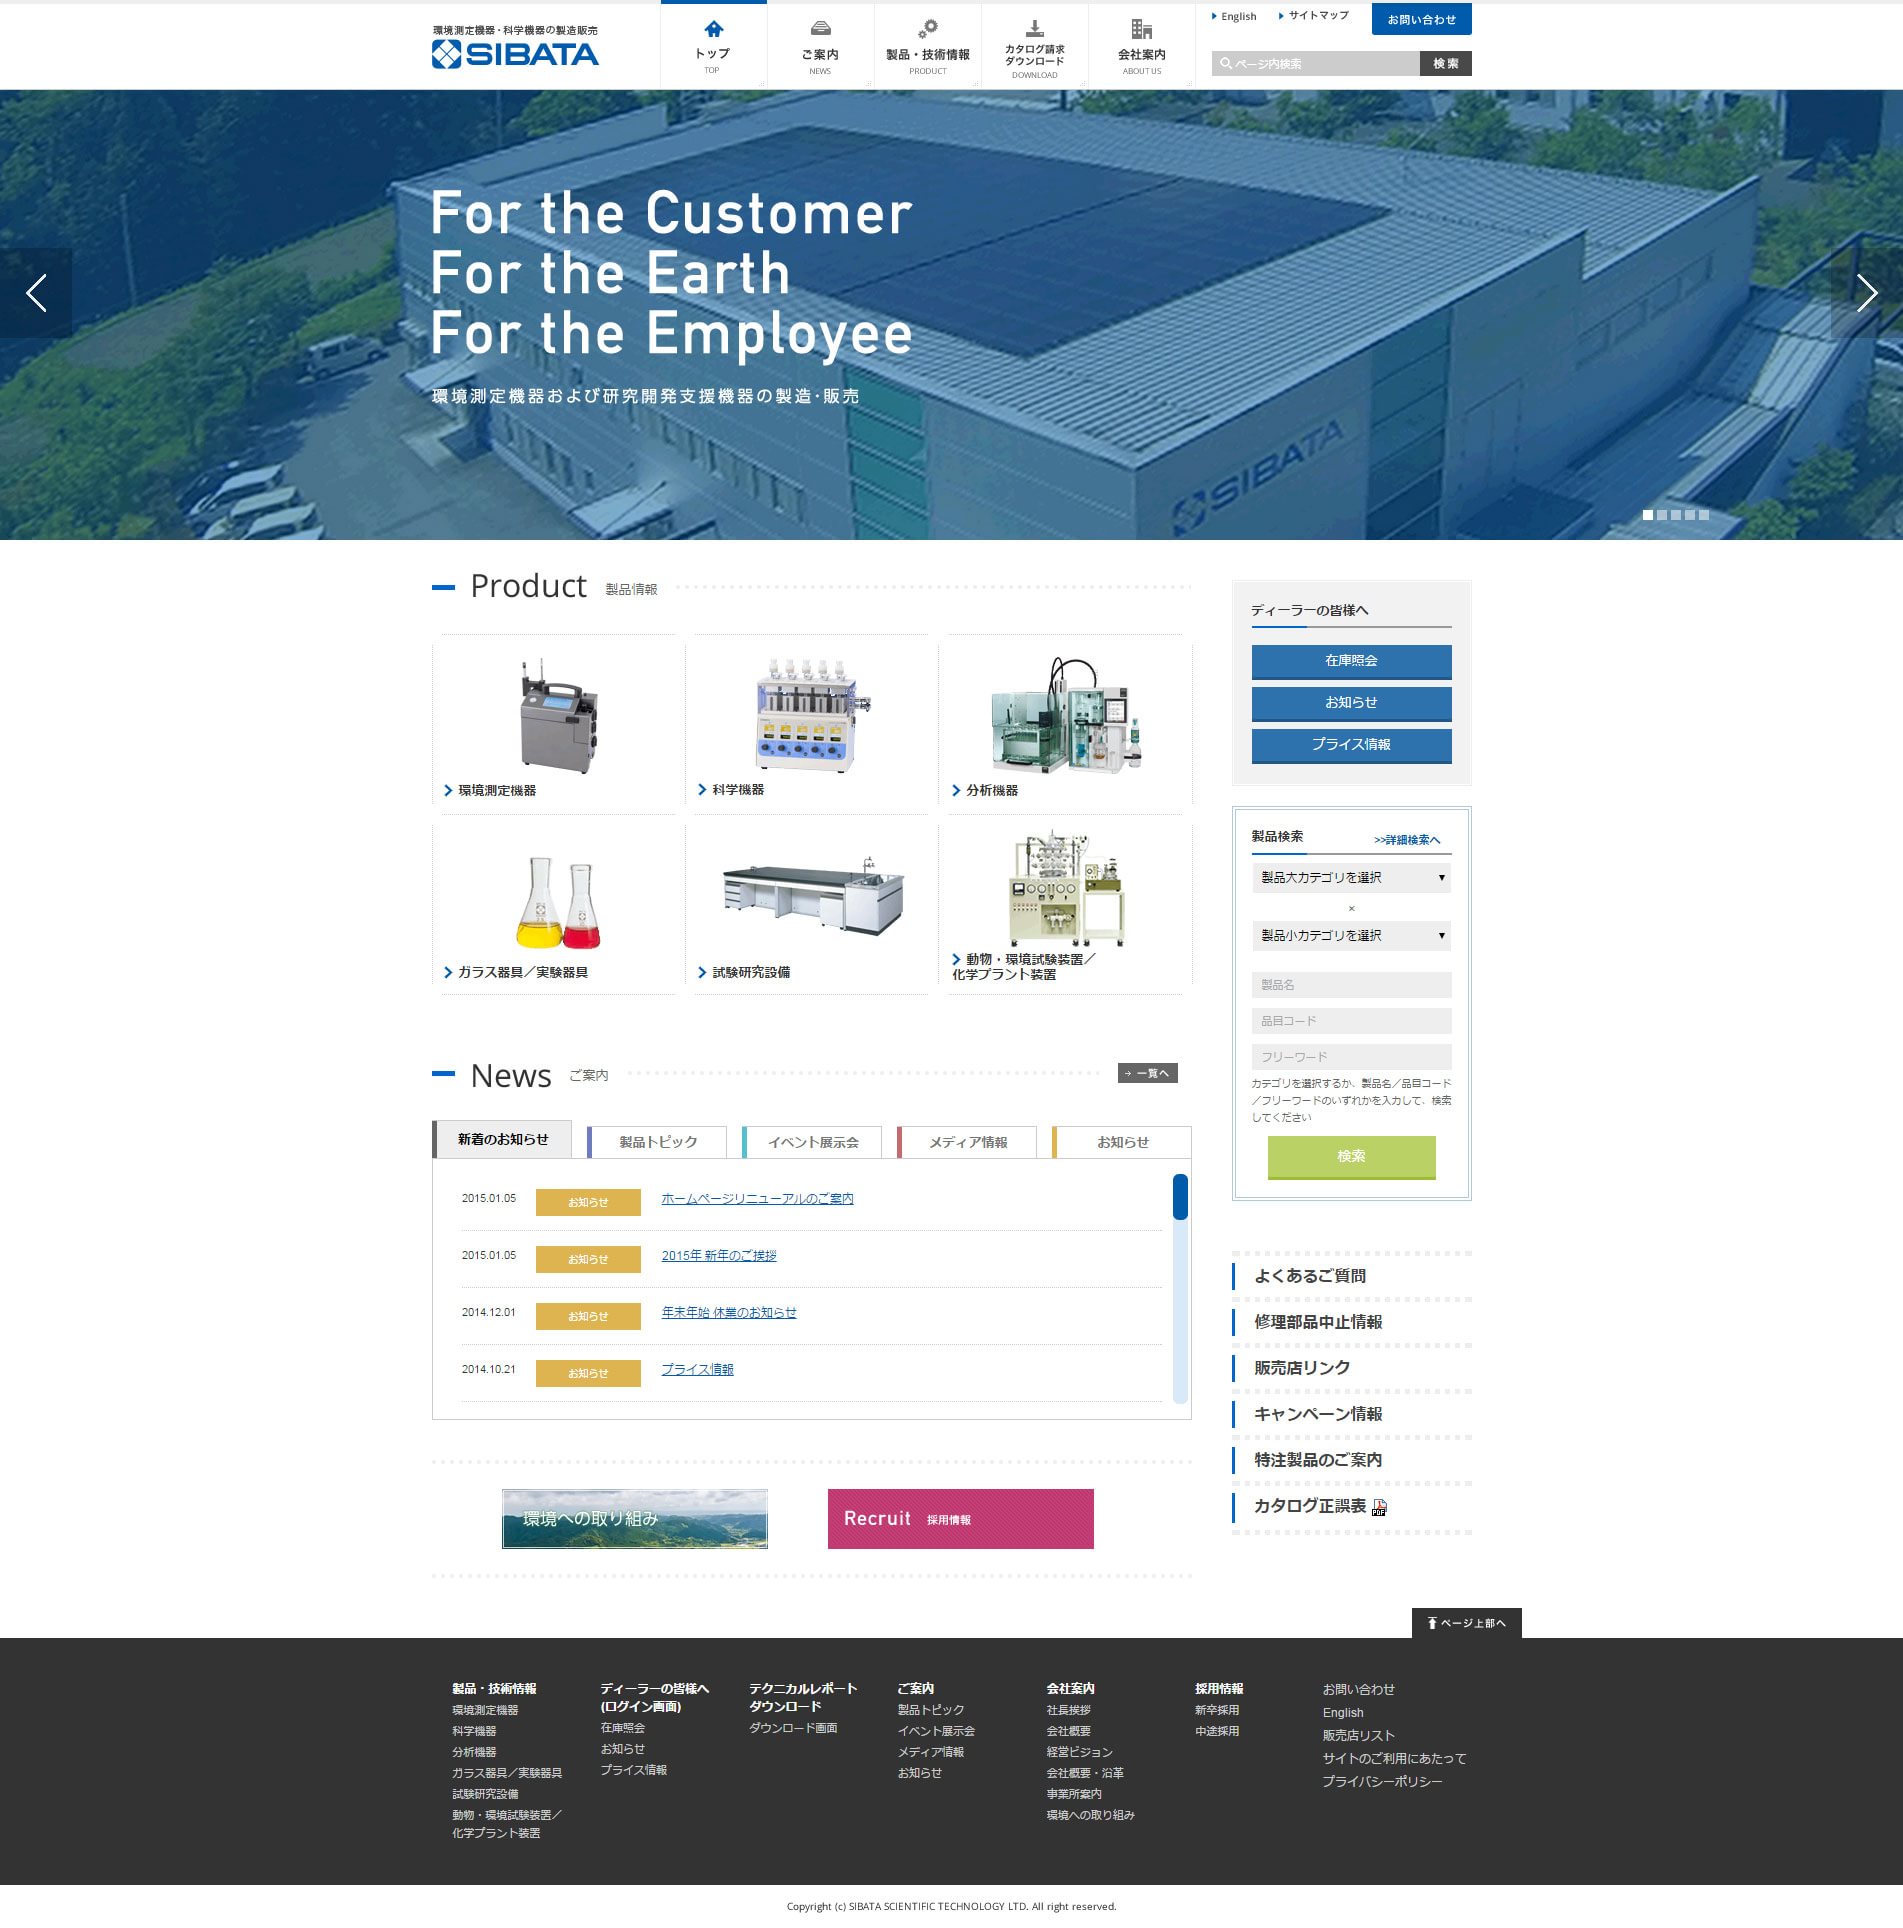 環境測定機器・科学機器の製造販売
SIBATA
トップ
TOP
ご案内
NEWS
製品・技術情報
PRODUCT
カタログ請求
ダウンロード
DOWNLOAD
会社案内
ABOUT US
English
サイトマップ
お問い合わせ
ページ内検索
検索
For the Customer
For the Earth
For the Employee
環境測定機器および研究開発支援機器の製造・販売
SIBATA
Product 製品情報
環境測定機器
科学機器
分析機器
ガラス器具／実験器具
試験研究設備
動物・環境試験装置／
化学プラント装置
ディーラーの皆様へ
在庫照会
お知らせ
プライス情報
製品検索
>>詳細検索へ
製品大カテゴリを選択
×
製品小カテゴリを選択
製品名
品目コード
フリーワード
カテゴリを選択するか、製品名／品目コード
／フリーワードのいずれかを入力して、検索
してください
検索
News ご案内
一覧へ
新着のお知らせ
製品トピック
イベント展示会
メディア情報
お知らせ
2015.01.05 お知らせ ホームページリニューアルのご案内
2015.01.05 お知らせ 2015年 新年のご挨拶
2014.12.01 お知らせ 年末年始 休業のお知らせ
2014.10.21 お知らせ プライス情報
よくあるご質問
修理部品中止情報
販売店リンク
キャンペーン情報
特注製品のご案内
カタログ正誤表
PDF
環境への取り組み
Recruit 採用情報
ページ上部へ
製品・技術情報
環境測定機器
科学機器
分析機器
ガラス器具／実験器具
試験研究設備
動物・環境試験装置／
化学プラント装置
ディーラーの皆様へ
(ログイン画面)
在庫照会
お知らせ
プライス情報
テクニカルレポート
ダウンロード
ダウンロード画面
ご案内
製品トピック
イベント展示会
メディア情報
お知らせ
会社案内
社長挨拶
会社概要
経営ビジョン
会社概要・沿革
事業所案内
環境への取り組み
採用情報
新卒採用
中途採用
お問い合わせ
English
販売店リスト
サイトのご利用にあたって
プライバシーポリシー
Copyright (c) SIBATA SCIENTIFIC TECHNOLOGY LTD. All right reserved.